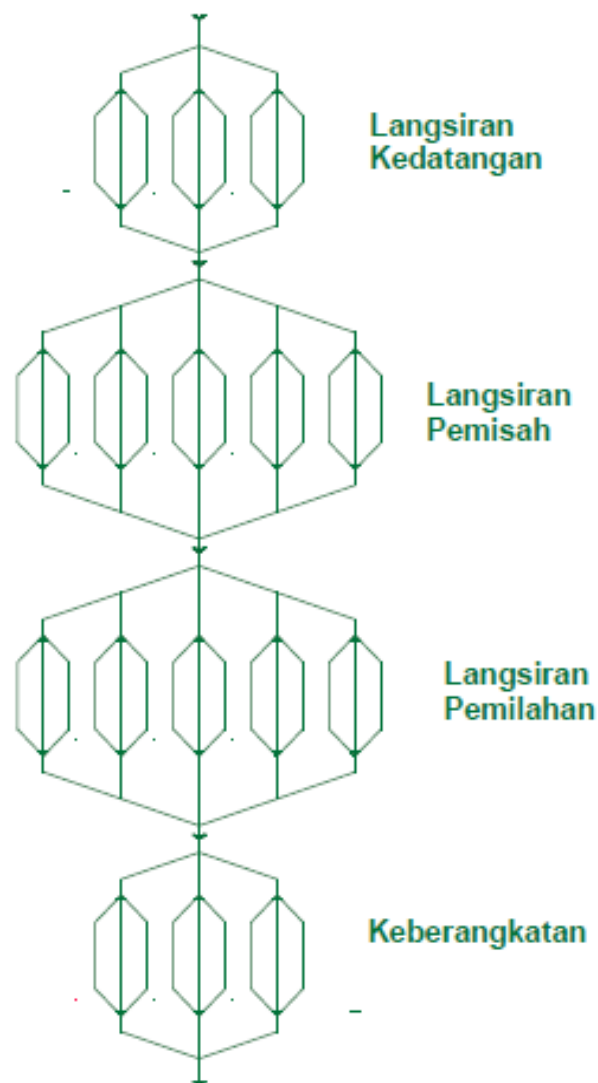 Langsiran
Kedatangan
Langsiran
Pemisah
Langsiran
Pemilahan
Keberangkatan